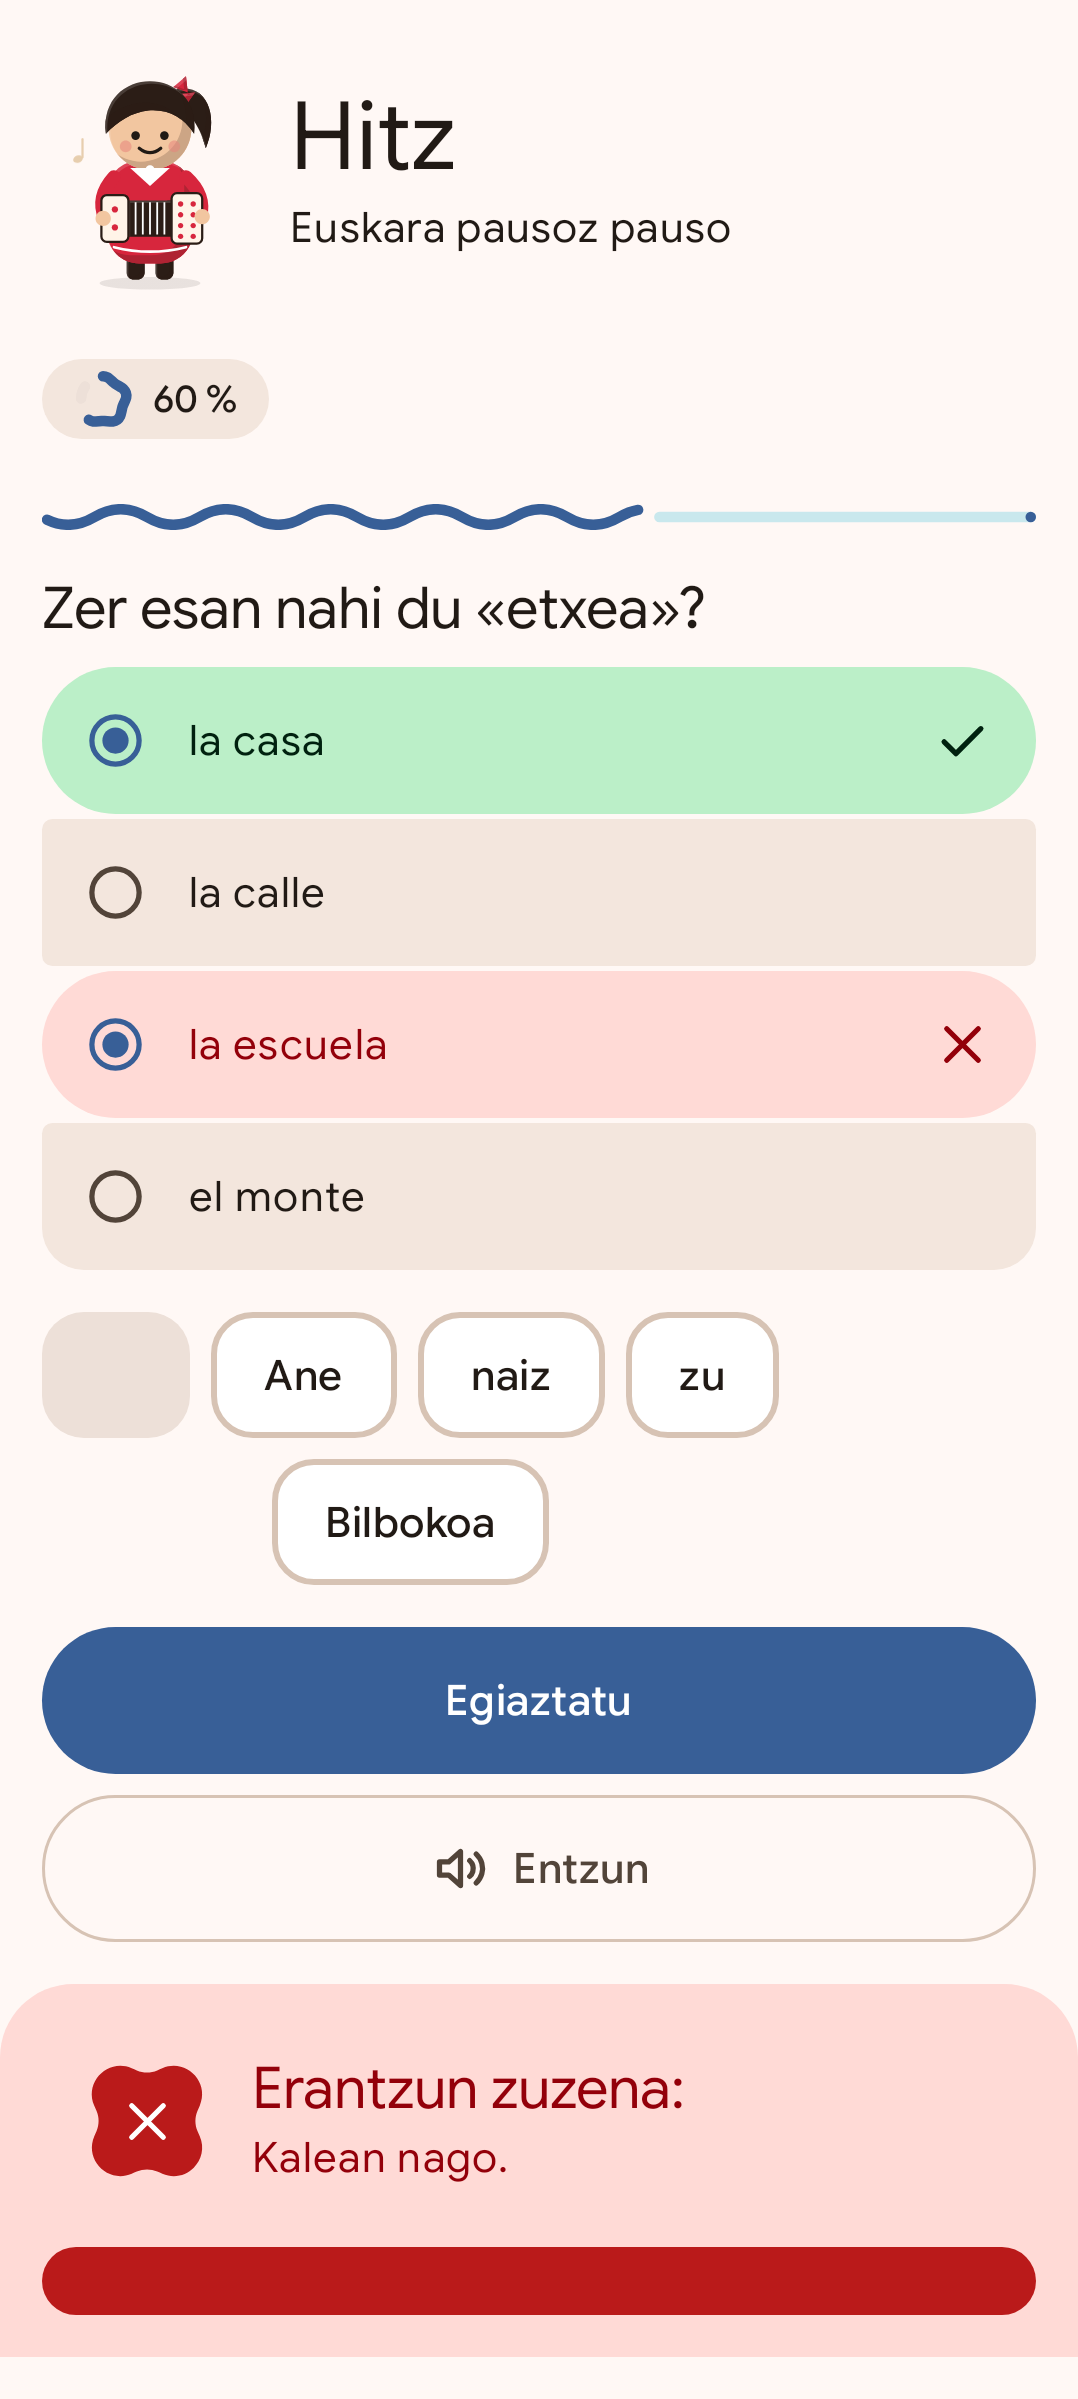 Hitz
Euskara pausoz pauso
60 %
Zer esan nahi du «etxea»?
la casa
la calle
la escuela
el monte
Ane naiz zu
Bilbokoa
Egiaztatu
Entzun
Erantzun zuzena:
Kalean nago.